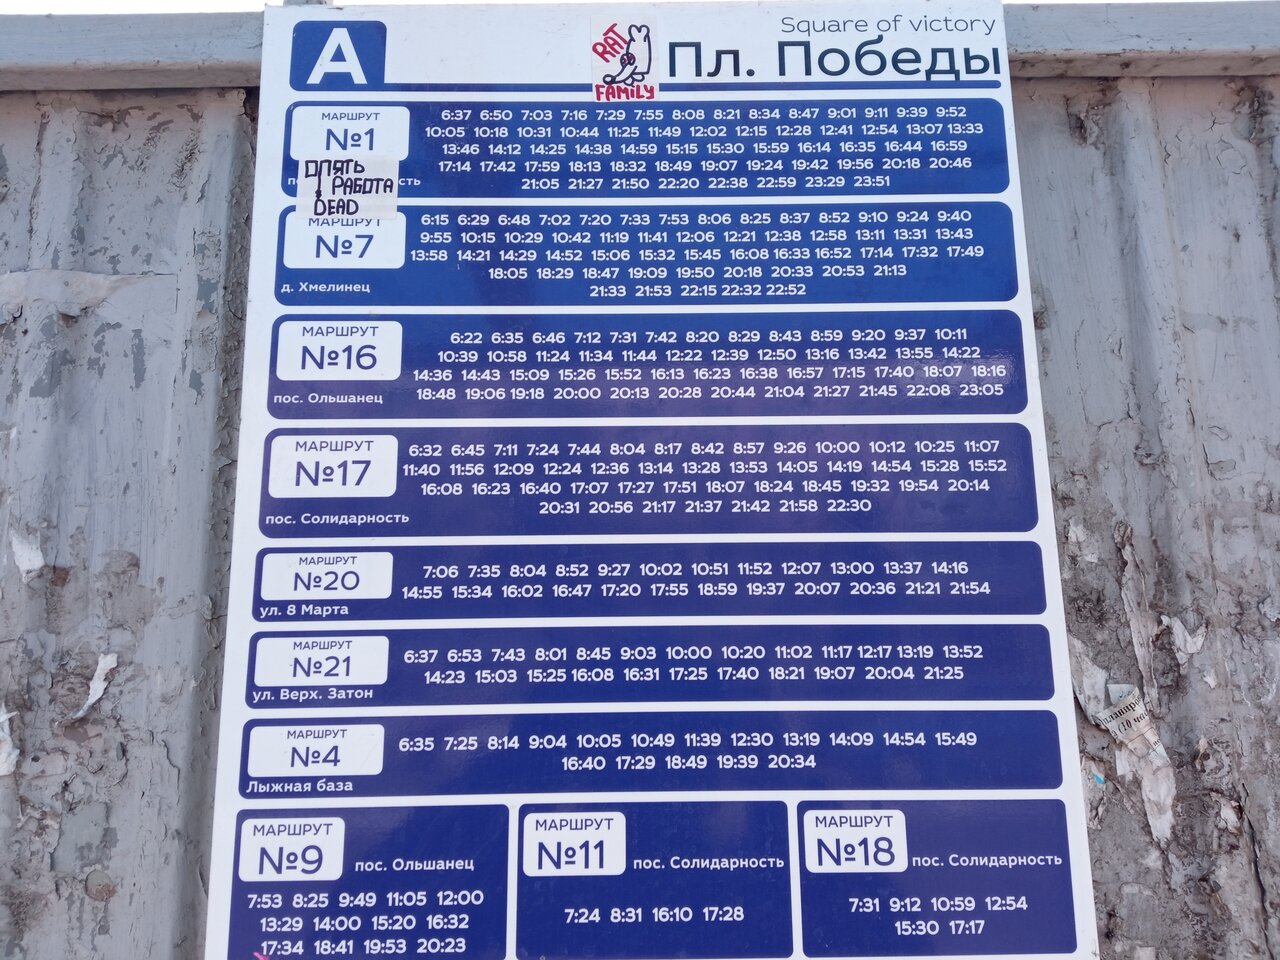 A
Square of victory
Пл. Победы
RAT
FAMILY
МАРШРУТ
№1
6:37 6:50 7:03 7:16 7:29 7:55 8:08 8:21 8:34 8:47 9:01 9:11 9:39 9:52
10:05 10:18 10:31 10:44 11:25 11:49 12:02 12:15 12:28 12:41 12:54 13:07 13:33
13:46 14:12 14:25 14:38 14:59 15:15 15:30 15:59 16:14 16:35 16:44 16:59
17:14 17:42 17:59 18:13 18:32 18:49 19:07 19:24 19:42 19:56 20:18 20:46
21:05 21:27 21:50 22:20 22:38 22:59 23:29 23:51
ОПЯТЬ
РАБОТА
DEAD
МАРШРУТ
№7
д. Хмелинец
6:15 6:29 6:48 7:02 7:20 7:33 7:53 8:06 8:25 8:37 8:52 9:10 9:24 9:40
9:55 10:15 10:29 10:42 11:19 11:41 12:06 12:21 12:38 12:58 13:11 13:31 13:43
13:58 14:21 14:29 14:52 15:06 15:32 15:45 16:08 16:33 16:52 17:14 17:32 17:49
18:05 18:29 18:47 19:09 19:50 20:18 20:33 20:53 21:13
21:33 21:53 22:15 22:32 22:52
МАРШРУТ
№16
пос. Ольшанец
6:22 6:35 6:46 7:12 7:31 7:42 8:20 8:29 8:43 8:59 9:20 9:37 10:11
10:39 10:58 11:24 11:34 11:44 12:22 12:39 12:50 13:16 13:42 13:55 14:22
14:36 14:43 15:09 15:26 15:52 16:13 16:23 16:38 16:57 17:15 17:40 18:07 18:16
18:48 19:06 19:18 20:00 20:13 20:28 20:44 21:04 21:27 21:45 22:08 23:05
МАРШРУТ
№17
пос. Солидарность
6:32 6:45 7:11 7:24 7:44 8:04 8:17 8:42 8:57 9:26 10:00 10:12 10:25 11:07
11:40 11:56 12:09 12:24 12:36 13:14 13:28 13:53 14:05 14:19 14:54 15:28 15:52
16:08 16:23 16:40 17:07 17:27 17:51 18:07 18:24 18:45 19:32 19:54 20:14
20:31 20:56 21:17 21:37 21:42 21:58 22:30
МАРШРУТ
№20
ул. 8 Марта
7:06 7:35 8:04 8:52 9:27 10:02 10:51 11:52 12:07 13:00 13:37 14:16
14:55 15:34 16:02 16:47 17:20 17:55 18:59 19:37 20:07 20:36 21:21 21:54
МАРШРУТ
№21
ул. Верх. Затон
6:37 6:53 7:43 8:01 8:45 9:03 10:00 10:20 11:02 11:17 12:17 13:19 13:52
14:23 15:03 15:25 16:08 16:31 17:25 17:40 18:21 19:07 20:04 21:25
МАРШРУТ
№4
Лыжная база
6:35 7:25 8:14 9:04 10:05 10:49 11:39 12:30 13:19 14:09 14:54 15:49
16:40 17:29 18:49 19:39 20:34
МАРШРУТ
№9
пос. Ольшанец
7:53 8:25 9:49 11:05 12:00
13:29 14:00 15:20 16:32
17:34 18:41 19:53 20:23
МАРШРУТ
№11
пос. Солидарность
7:24 8:31 16:10 17:28
МАРШРУТ
№18
пос. Солидарность
7:31 9:12 10:59 12:54
15:30 17:17